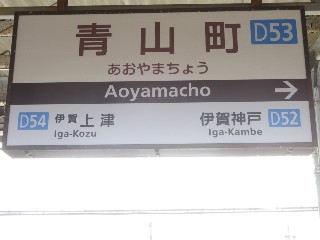 青山町 D53
あおやまちょう
Aoyamacho →
D54 伊賀上津 伊賀神戸 D52
Iga-Kozu Iga-Kambe